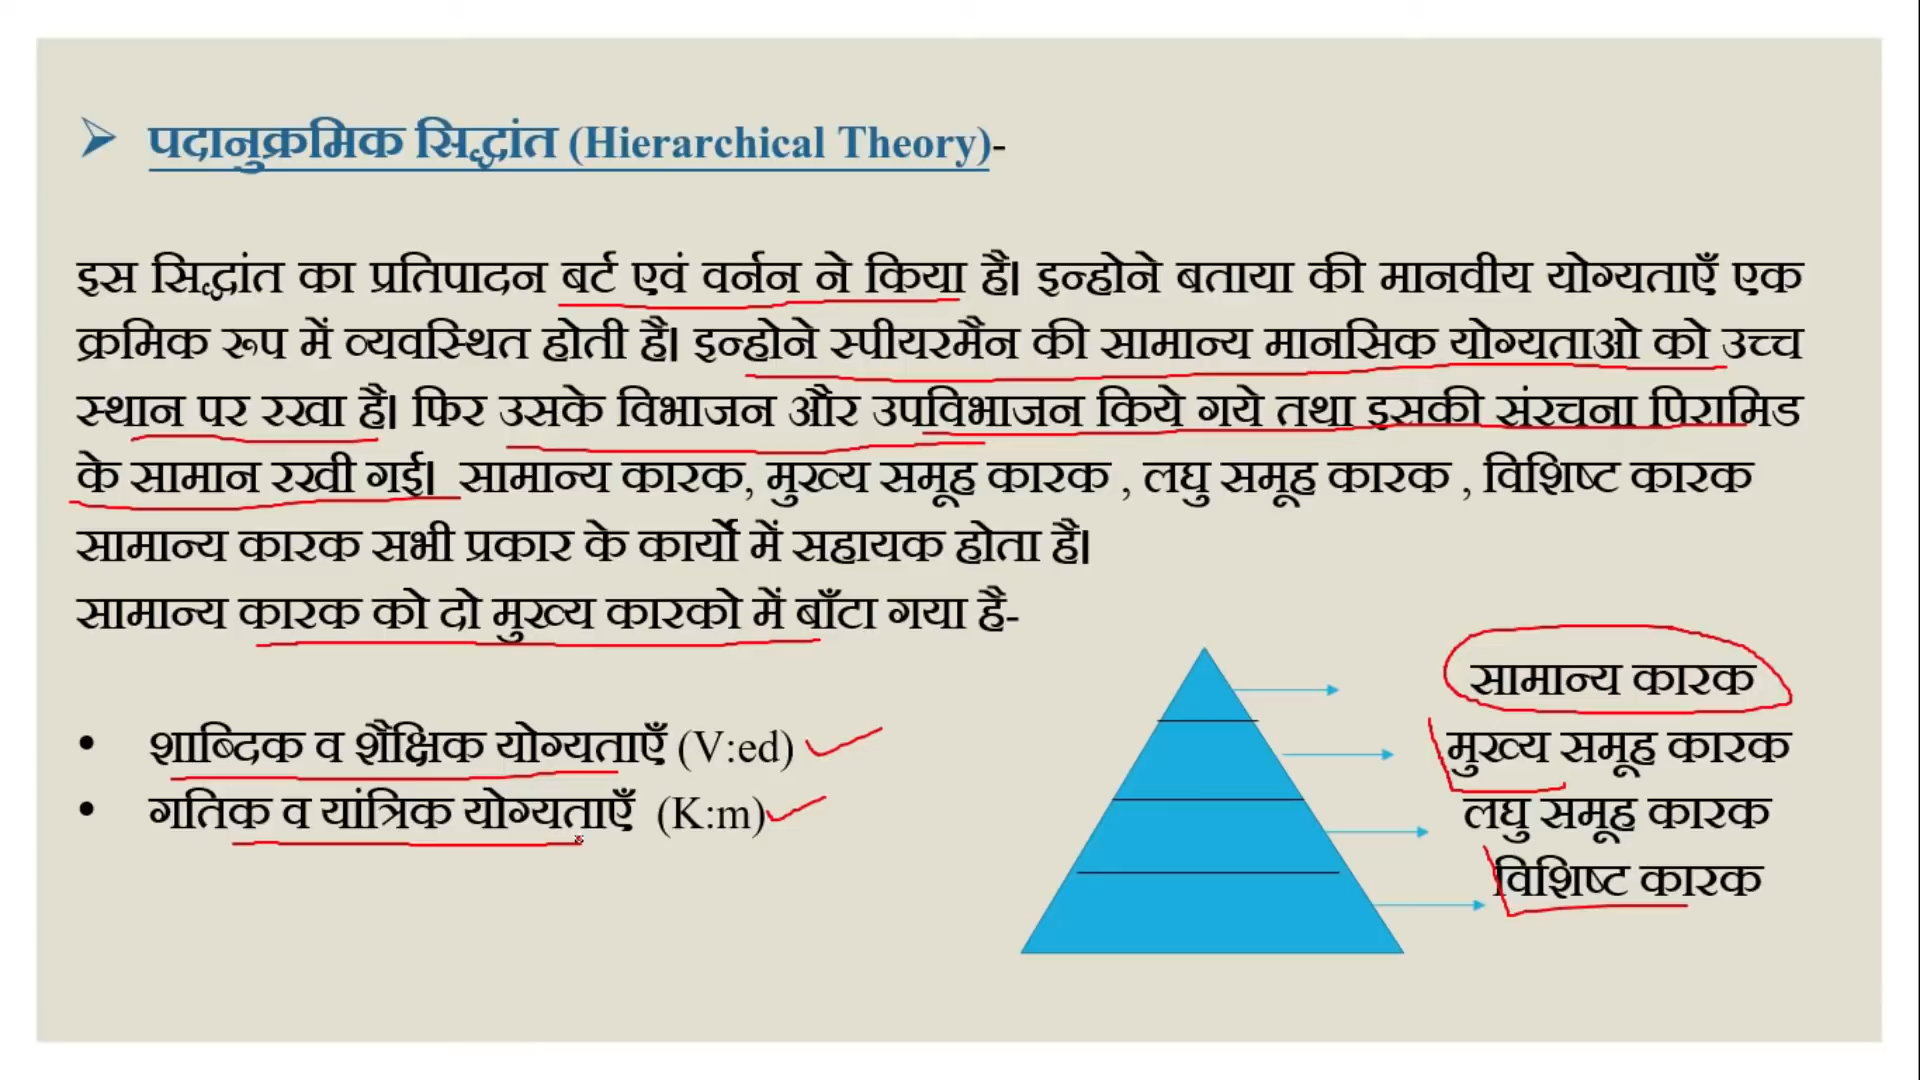 पदानुक्रमिक सिद्धांत (Hierarchical Theory)-
इस सिद्धांत का प्रतिपादन बर्ट एवं वर्नन ने किया है। इन्होने बताया की मानवीय योग्यताएँ एक
क्रमिक रूप में व्यवस्थित होती है। इन्होने स्पीयरमैन की सामान्य मानसिक योग्यताओ को उच्च
स्थान पर रखा है। फिर उसके विभाजन और उपविभाजन किये गये तथा इसकी संरचना पिरामिड
के सामान रखी गई। सामान्य कारक, मुख्य समूह कारक , लघु समूह कारक , विशिष्ट कारक
सामान्य कारक सभी प्रकार के कार्यो में सहायक होता है।
सामान्य कारक को दो मुख्य कारको में बाँटा गया है-
• शाब्दिक व शैक्षिक योग्यताएँ (V:ed)
• गतिक व यांत्रिक योग्यताएँ (K:m)
सामान्य कारक
मुख्य समूह कारक
लघु समूह कारक
विशिष्ट कारक